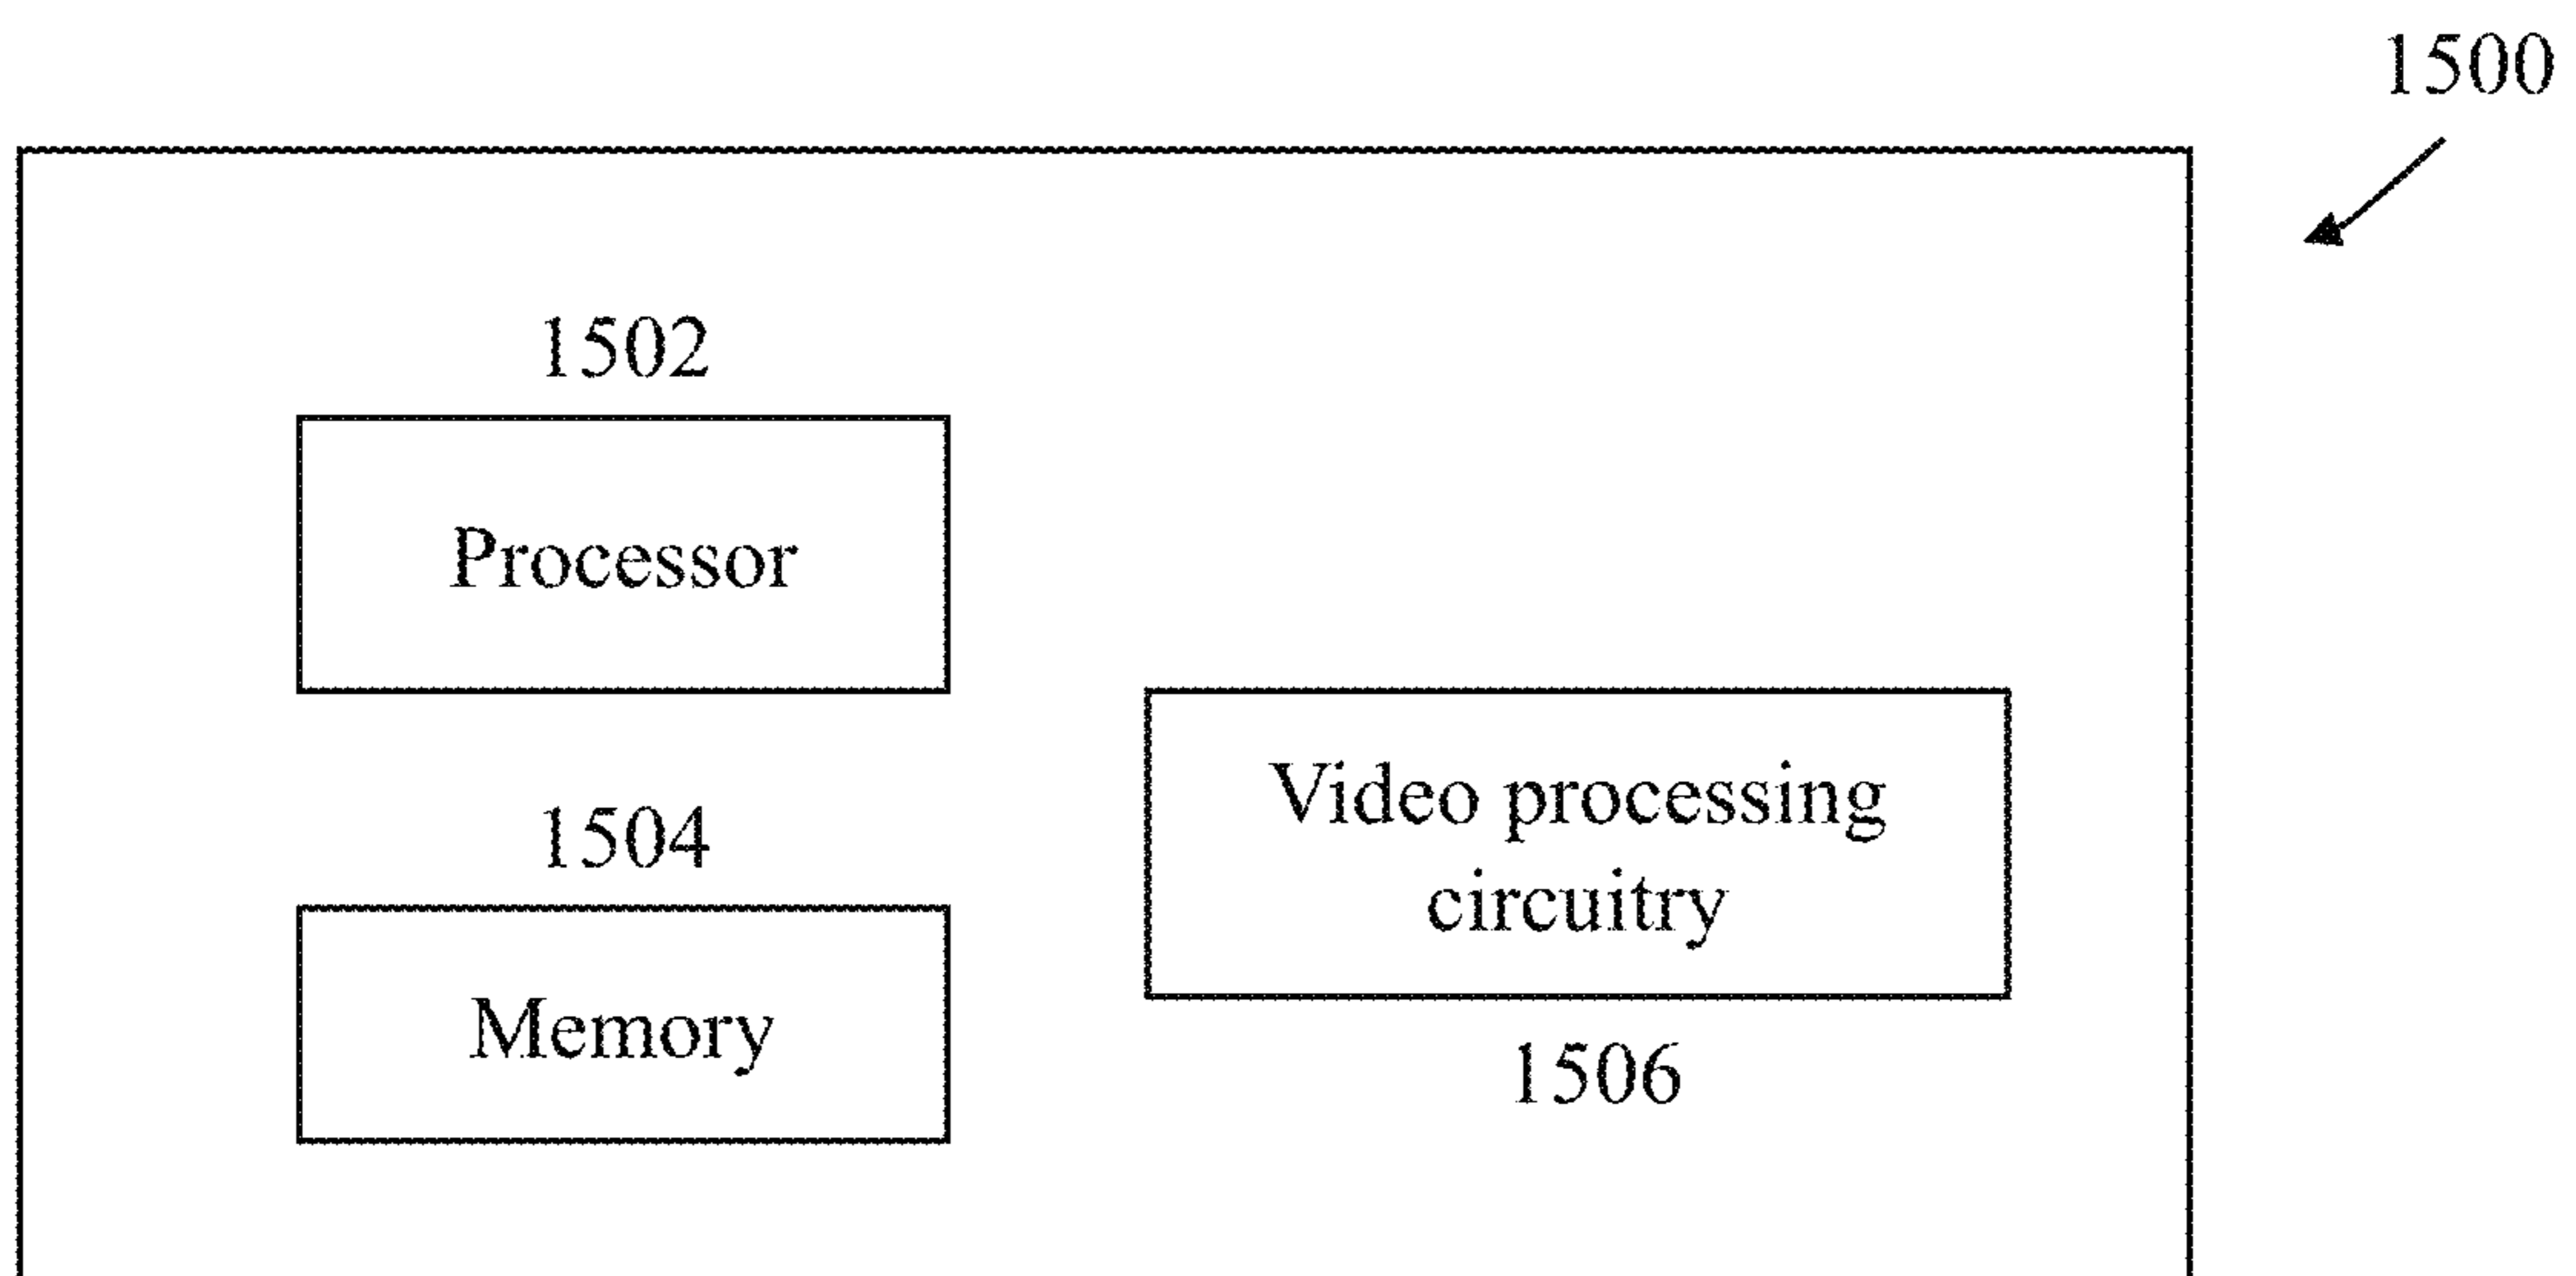 1500
1502
Processor
1504
Memory
Video processing
circuitry
1506